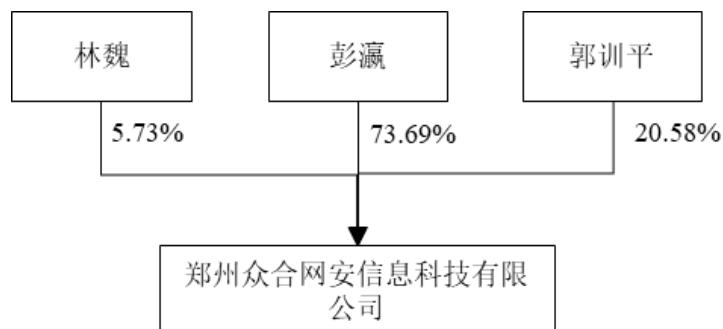 林魏
彭瀛
郭训平
5.73%
73.69%
20.58%
郑州众合网安信息科技有限
公司